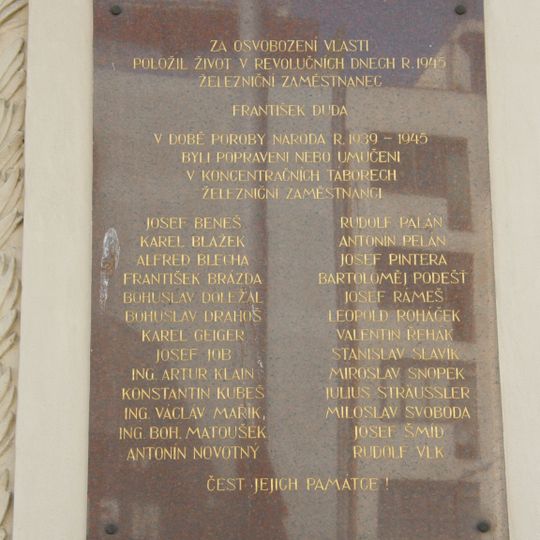 ZA OSVOBOZENÍ VLASTI
POLOŽIL ŽIVOT V REVOLUČNÍCH DNECH R. 1945
ŽELEZNIČNÍ ZAMĚSTNANEC
FRANTIŠEK DUDA
V DOBĚ POROBY NÁRODA R. 1939 – 1945
BYLI POPRAVENI NEBO UMUČENI
V KONCENTRAČNÍCH TÁBORECH
ŽELEZNIČNÍ ZAMĚSTNANCI
JOSEF BENEŠ
KAREL BLAŽEK
ALFRED BLECHA
FRANTIŠEK BRÁZDA
BOHUSLAV DOLEŽAL
BOHUSLAV DRAHOŠ
KAREL GEIGER
JOSEF JOB
ING. ARTUR KLAIN
KONSTANTIN KUBEŠ
ING. VÁCLAV MAŘÍK,
ING. BOH. MATOUŠEK
ANTONÍN NOVOTNÝ
RUDOLF PALÁN
ANTONÍN PELÁN
JOSEF PINTERA
BARTOLOMĚJ PODEŠŤ
JOSEF RÁMEŠ
LEOPOLD ROHÁČEK
VALENTIN ŘEHÁK
STANISLAV SLAVÍK
MIROSLAV SNOPEK
JULIUS STRÄUSSLER
MILOSLAV SVOBODA
JOSEF ŠMÍD
RUDOLF VLK
ČEST JEJICH PAMÁTCE !